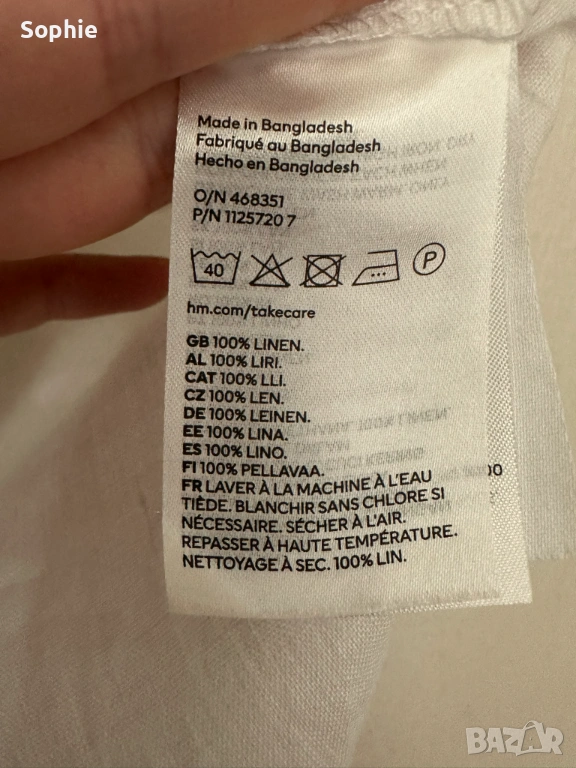 Sophie
Made in Bangladesh
Fabriqué au Bangladesh
Hecho en Bangladesh
O/N 468351
P/N 1125720 7
40
P
hm.com/takecare
GB 100% LINEN.
AL 100% LIRI.
CAT 100% LLI.
CZ 100% LEN.
DE 100% LEINEN.
EE 100% LINA.
ES 100% LINO.
FI 100% PELLAVAA.
FR LAVER À LA MACHINE À L'EAU
TIÈDE. BLANCHIR SANS CHLORE SI
NÉCESSAIRE. SÉCHER À L'AIR.
REPASSER À HAUTE TEMPÉRATURE.
NETTOYAGE À SEC. 100% LIN.
BAZAR